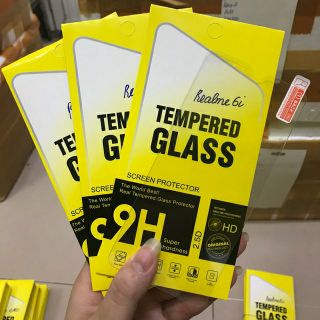 Realme 6i
TEMPERED
GLASS
SCREEN PROTECTOR
The World Best!
Real Tempered Glass Protector
9H
Super
hardness
2.5D
HD
ORIGINAL